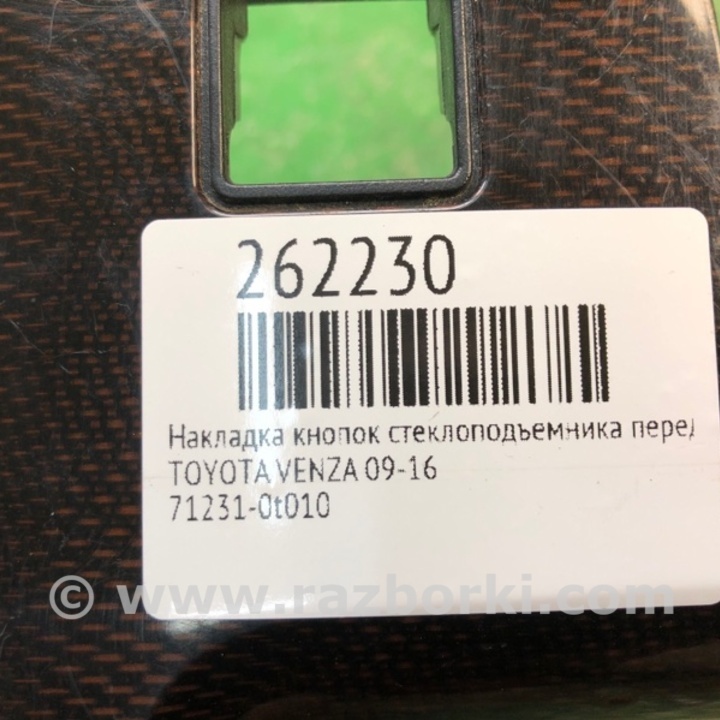 262230
Накладка кнопок стеклоподъемника перед
TOYOTA VENZA 09-16
71231-0t010
© www.razborki.com